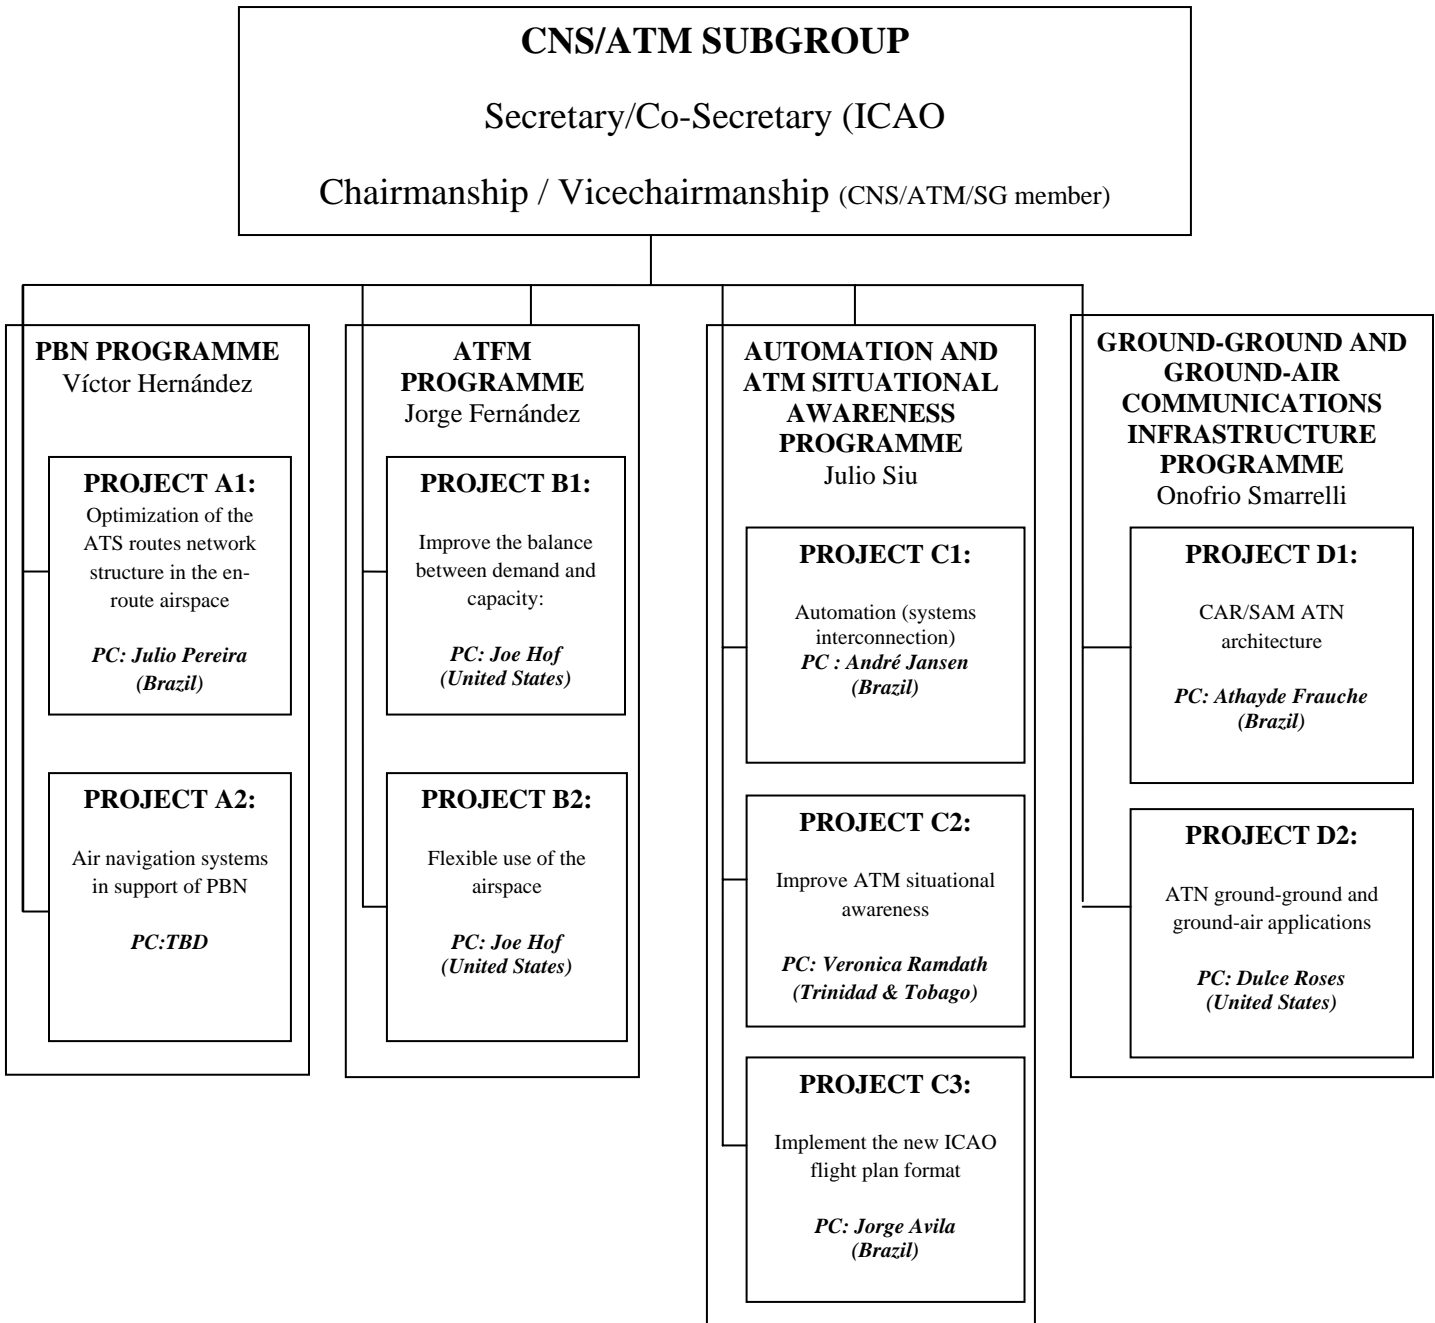 CNS/ATM SUBGROUP
Secretary/Co-Secretary (ICAO
Chairmanship / Vicechairmanship (CNS/ATM/SG member)
PBN PROGRAMME
Víctor Hernández
PROJECT A1:
Optimization of the
ATS routes network
structure in the en-
route airspace
PC: Julio Pereira
(Brazil)
PROJECT A2:
Air navigation systems
in support of PBN
PC:TBD
ATFM
PROGRAMME
Jorge Fernández
PROJECT B1:
Improve the balance
between demand and
capacity:
PC: Joe Hof
(United States)
PROJECT B2:
Flexible use of the
airspace
PC: Joe Hof
(United States)
AUTOMATION AND
ATM SITUATIONAL
AWARENESS
PROGRAMME
Julio Siu
PROJECT C1:
Automation (systems
interconnection)
PC : André Jansen
(Brazil)
PROJECT C2:
Improve ATM situational
awareness
PC: Veronica Ramdath
(Trinidad & Tobago)
PROJECT C3:
Implement the new ICAO
flight plan format
PC: Jorge Avila
(Brazil)
GROUND-GROUND AND
GROUND-AIR
COMMUNICATIONS
INFRASTRUCTURE
PROGRAMME
Onofrio Smarrelli
PROJECT D1:
CAR/SAM ATN
architecture
PC: Athayde Frauche
(Brazil)
PROJECT D2:
ATN ground-ground and
ground-air applications
PC: Dulce Roses
(United States)